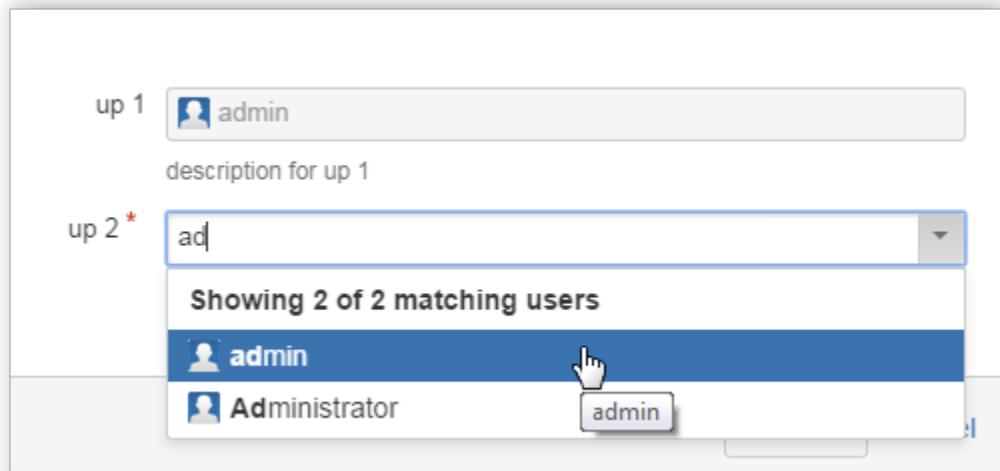 up 1 admin
description for up 1
up 2 * ad
Showing 2 of 2 matching users
admin
Administrator
admin